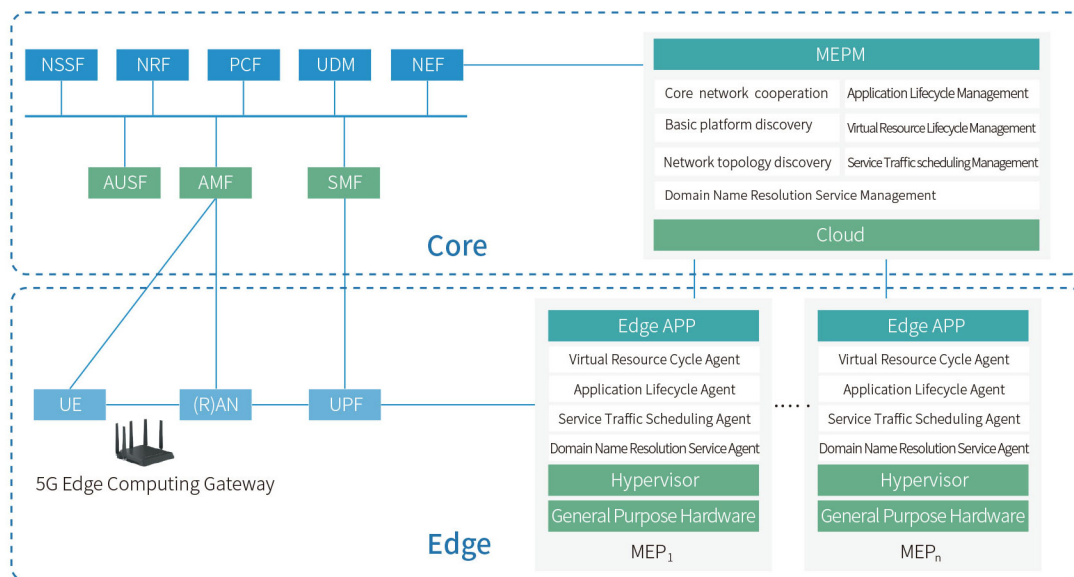 NSSF
NRF
PCF
UDM
NEF
AUSF
AMF
SMF
Core
MEPM
Core network cooperation
Application Lifecycle Management
Basic platform discovery
Virtual Resource Lifecycle Management
Network topology discovery
Service Traffic scheduling Management
Domain Name Resolution Service Management
Cloud
UE
(R)AN
UPF
5G Edge Computing Gateway
Edge
Edge APP
Virtual Resource Cycle Agent
Application Lifecycle Agent
Service Traffic Scheduling Agent
Domain Name Resolution Service Agent
Hypervisor
General Purpose Hardware
MEP1
.....
Edge APP
Virtual Resource Cycle Agent
Application Lifecycle Agent
Service Traffic Scheduling Agent
Domain Name Resolution Service Agent
Hypervisor
General Purpose Hardware
MEPn